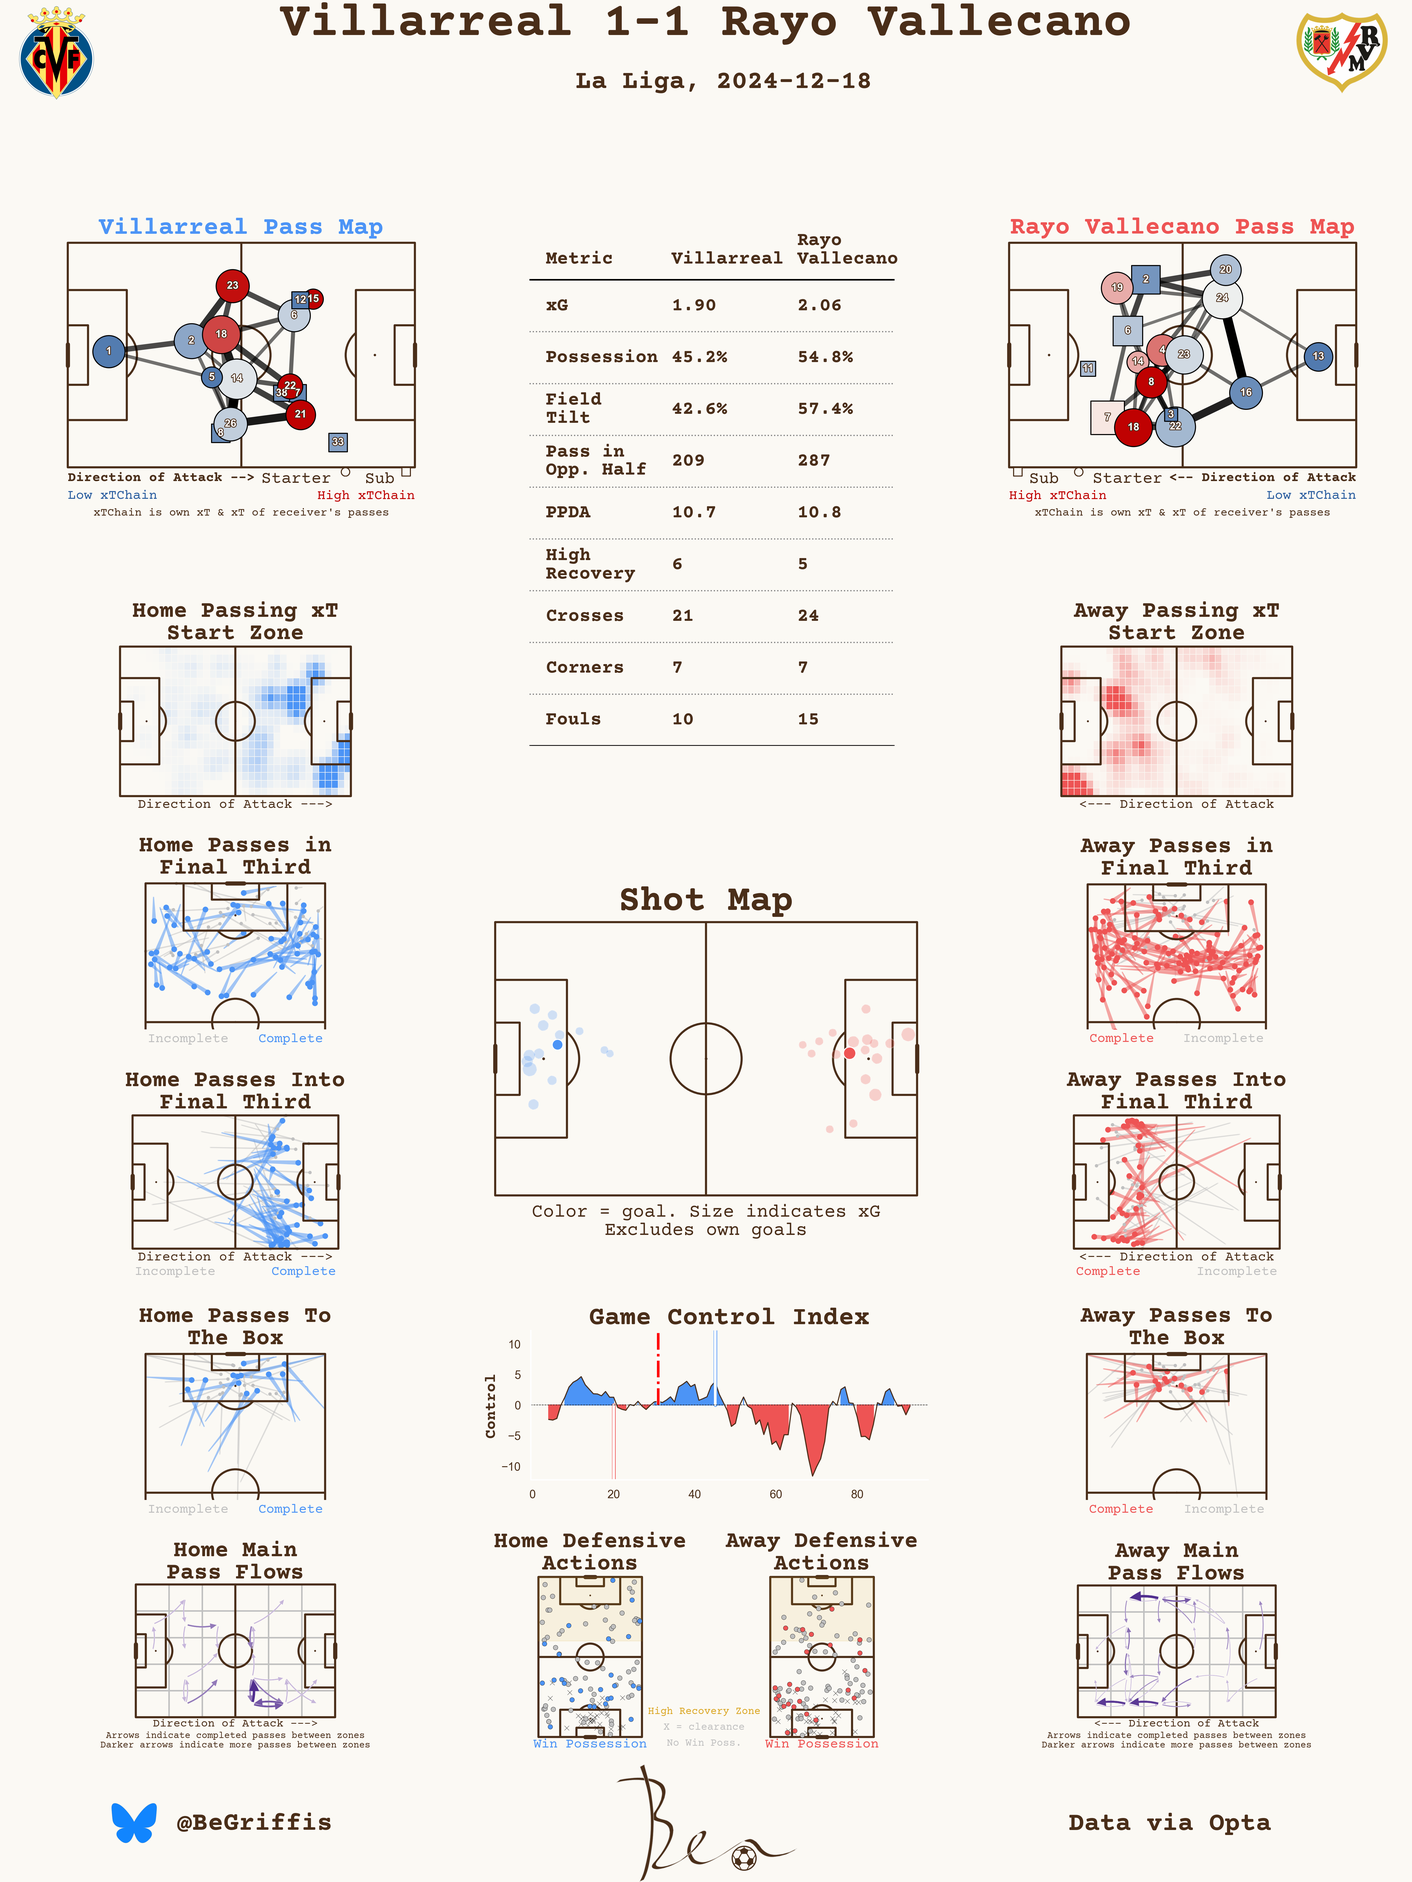 Villarreal 1-1 Rayo Vallecano
La Liga, 2024-12-18
CVF
RVM
Villarreal Pass Map
23
12
15
6
18
2
1
5
14
22
38
7
21
26
8
33
Direction of Attack --> Starter Sub
Low xTChain High xTChain
xTChain is own xT & xT of receiver's passes
Metric Villarreal Rayo
Vallecano
xG 1.90 2.06
Possession 45.2% 54.8%
Field
Tilt 42.6% 57.4%
Pass in
Opp. Half 209 287
PPDA 10.7 10.8
High
Recovery 6 5
Crosses 21 24
Corners 7 7
Fouls 10 15
Rayo Vallecano Pass Map
20
2
19
24
6
4
23
13
14
11
8
16
7
3
18
22
Sub Starter <-- Direction of Attack
High xTChain Low xTChain
xTChain is own xT & xT of receiver's passes
Home Passing xT
Start Zone
Direction of Attack --->
Away Passing xT
Start Zone
<--- Direction of Attack
Home Passes in
Final Third
Incomplete Complete
Away Passes in
Final Third
Complete Incomplete
Shot Map
Color = goal. Size indicates xG
Excludes own goals
Home Passes Into
Final Third
Direction of Attack --->
Incomplete Complete
Away Passes Into
Final Third
<--- Direction of Attack
Complete Incomplete
Home Passes To
The Box
Incomplete Complete
Game Control Index
Control
10
5
0
−5
−10
0 20 40 60 80
Away Passes To
The Box
Complete Incomplete
Home Main
Pass Flows
Direction of Attack --->
Arrows indicate completed passes between zones
Darker arrows indicate more passes between zones
Home Defensive
Actions
Win Possession
Away Defensive
Actions
Win Possession
High Recovery Zone
X = clearance
No Win Poss.
Away Main
Pass Flows
<--- Direction of Attack
Arrows indicate completed passes between zones
Darker arrows indicate more passes between zones
@BeGriffis
Ben
Data via Opta